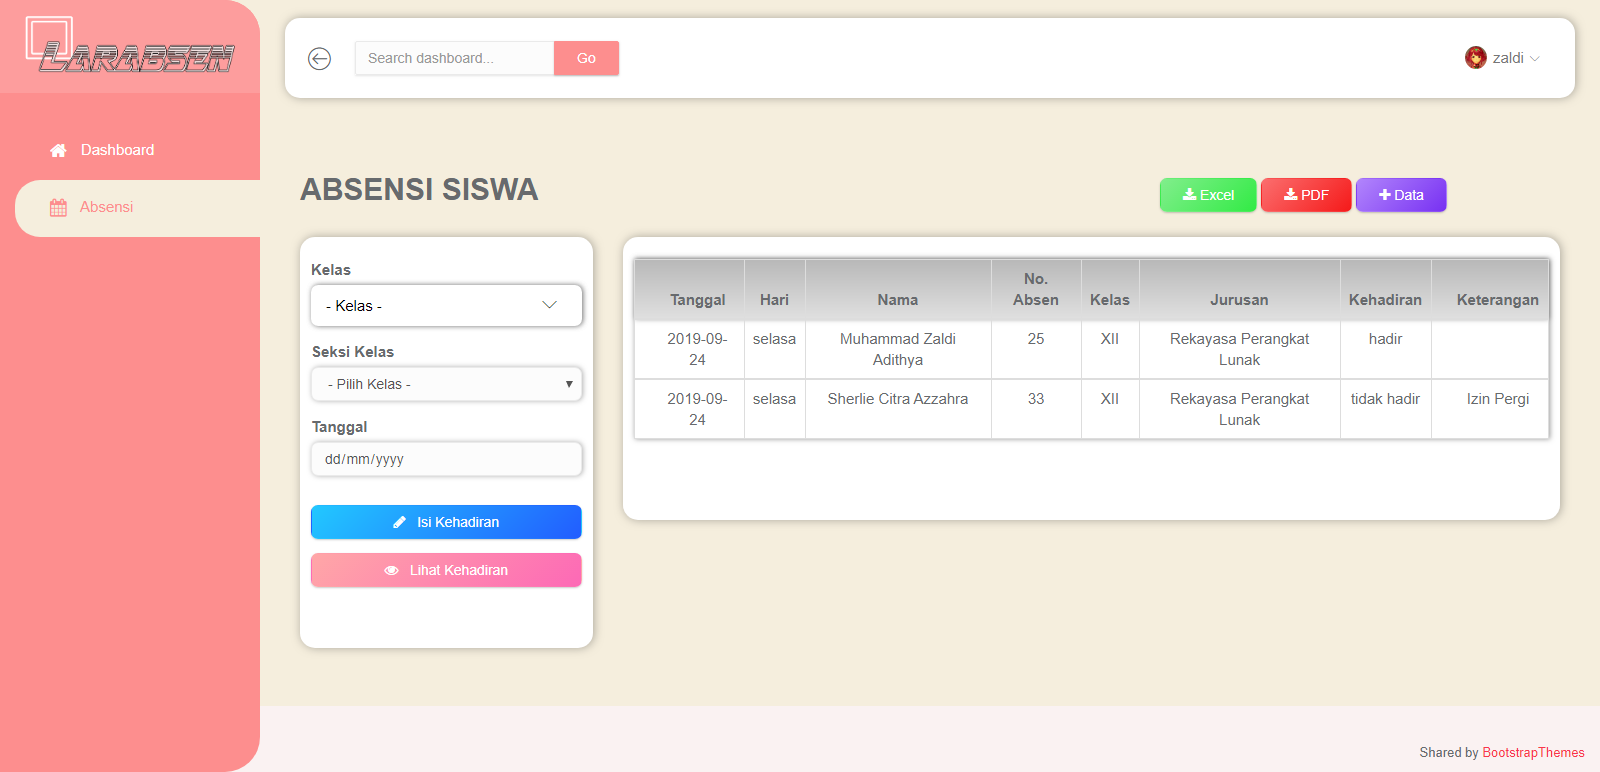 LARABSEN
Search dashboard...
Go
zaldi
Dashboard
Absensi
ABSENSI SISWA
Excel
PDF
Data
Kelas
- Kelas -
Seksi Kelas
- Pilih Kelas -
Tanggal
dd/mm/yyyy
Isi Kehadiran
Lihat Kehadiran
Tanggal Hari Nama No. Absen Kelas Jurusan Kehadiran Keterangan
2019-09-24 selasa Muhammad Zaldi Adithya 25 XII Rekayasa Perangkat Lunak hadir
2019-09-24 selasa Sherlie Citra Azzahra 33 XII Rekayasa Perangkat Lunak tidak hadir Izin Pergi
Shared by BootstrapThemes